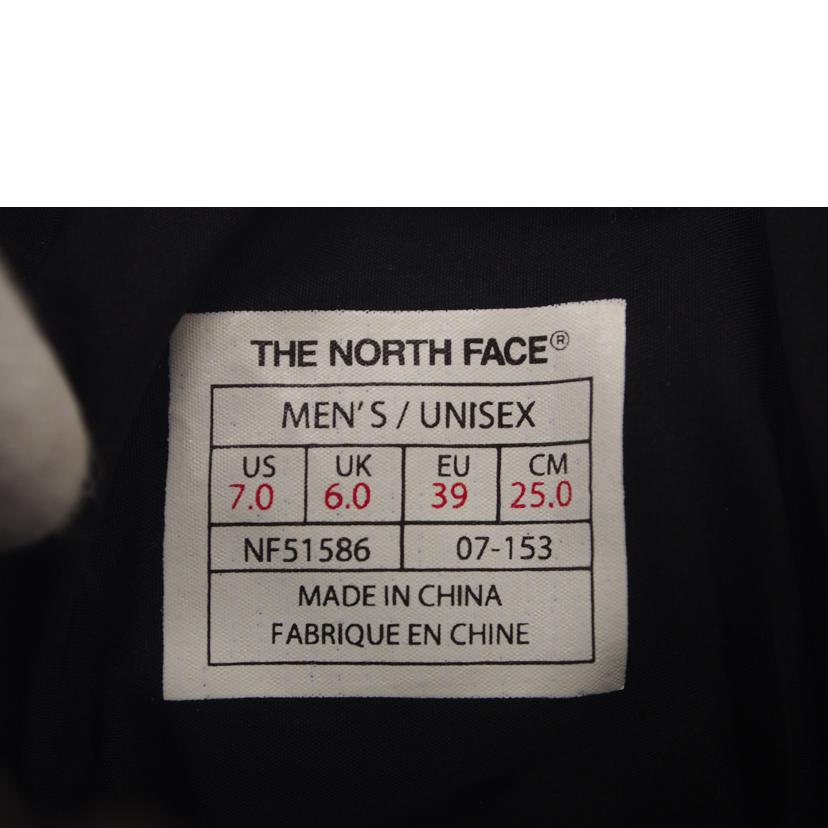 THE NORTH FACE®
MEN'S / UNISEX
US UK EU CM
7.0 6.0 39 25.0
NF51586 07-153
MADE IN CHINA
FABRIQUE EN CHINE